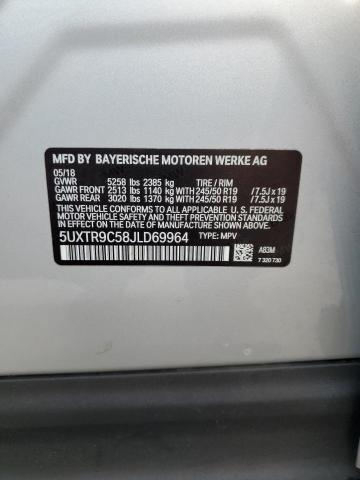 MFD BY BAYERISCHE MOTOREN WERKE AG
05/18
GVWR 5258 lbs 2385 kg TIRE / RIM
GAWR FRONT 2513 lbs 1140 kg WITH 245/50 R19 /7.5J x 19
GAWR REAR 3020 lbs 1370 kg WITH 245/50 R19 /7.5J x 19
THIS VEHICLE CONFORMS TO ALL APPLICABLE U.S. FEDERAL
MOTOR VEHICLE SAFETY, BUMPER, AND THEFT PREVENTION
STANDARDS IN EFFECT ON THE DATE OF MANUFACTURE SHOWN ABOVE.
5UXTR9C58JLD69964 TYPE: MPV
A83M
7 320 730